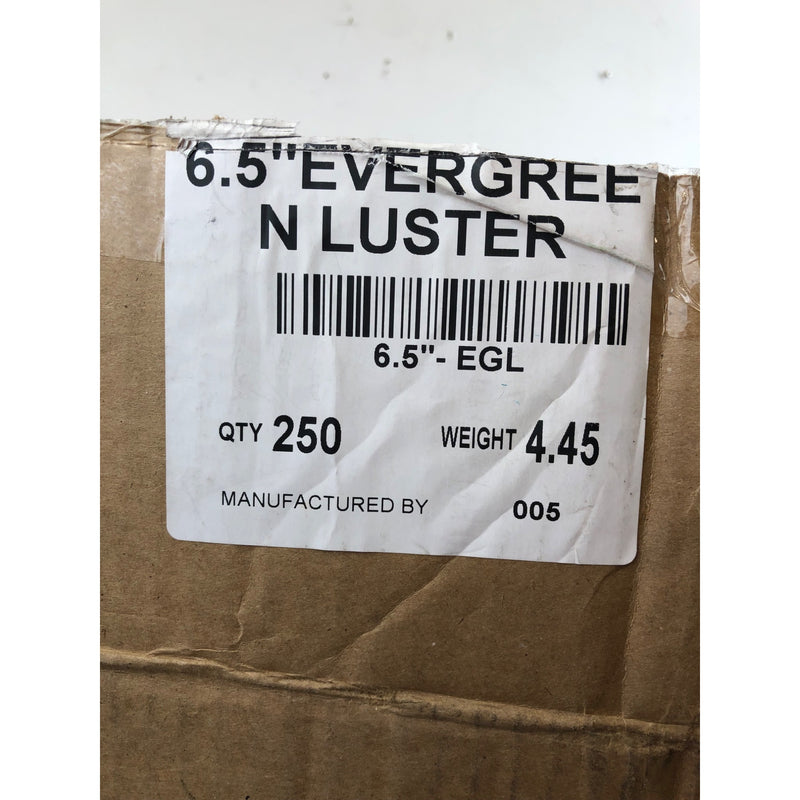 6.5"EVERGREE
N LUSTER
6.5"- EGL
QTY 250 WEIGHT 4.45
MANUFACTURED BY 005